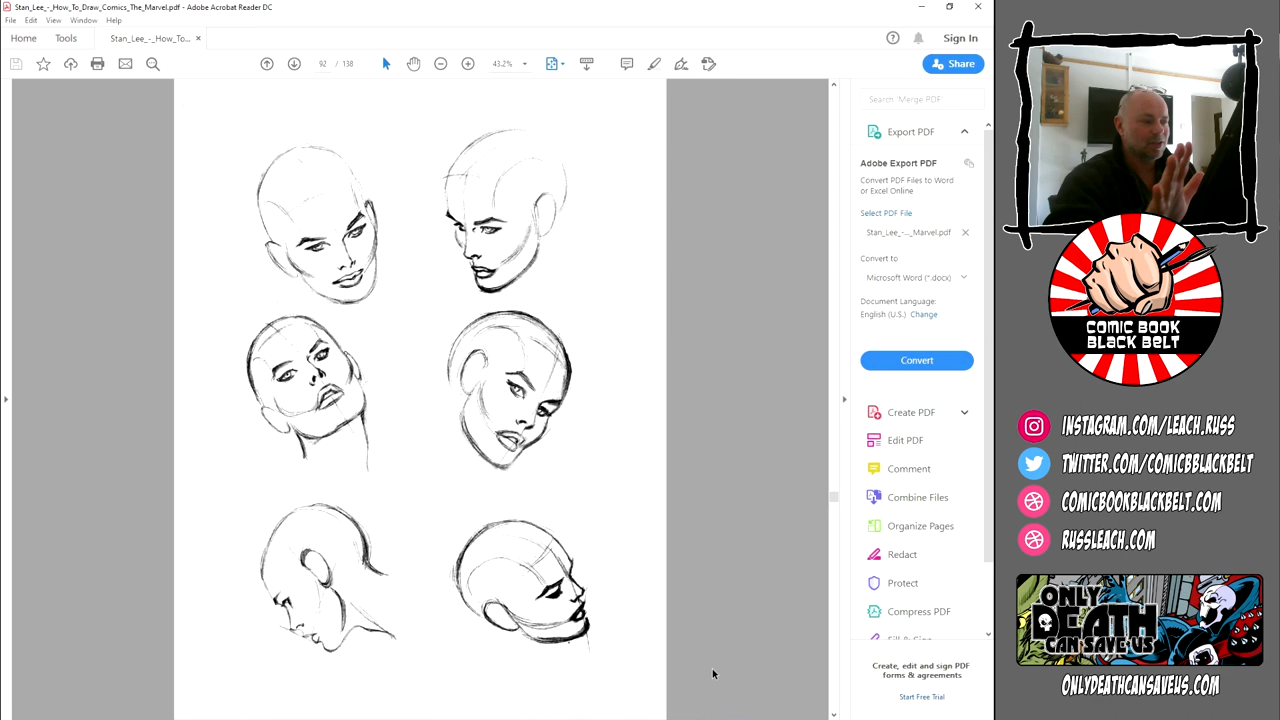 Stan_Lee_-_How_To_Draw_Comics_The_Marvel.pdf - Adobe Acrobat Reader DC
File Edit View Window Help
Home Tools Stan_Lee_-_How_To... × Sign In
92 / 138 43.2% Share
Search 'Merge PDF'
Export PDF
Adobe Export PDF
Convert PDF Files to Word
or Excel Online
Select PDF File
Stan_Lee_-..._Marvel.pdf ×
Convert to
Microsoft Word (*.docx)
Document Language:
English (U.S.) Change
Convert
Create PDF
Edit PDF
Comment
Combine Files
Organize Pages
Redact
Protect
Compress PDF
Fill & Sign
Create, edit and sign PDF
forms & agreements
Start Free Trial
COMIC BOOK
BLACK BELT
INSTAGRAM.COM/LEACH.RUSS
TWITTER.COM/COMICBBLACKBELT
COMICBOOKBLACKBELT.COM
RUSSLEACH.COM
ONLY
DEATH
CAN SAVE US
ONLYDEATHCANSAVEUS.COM